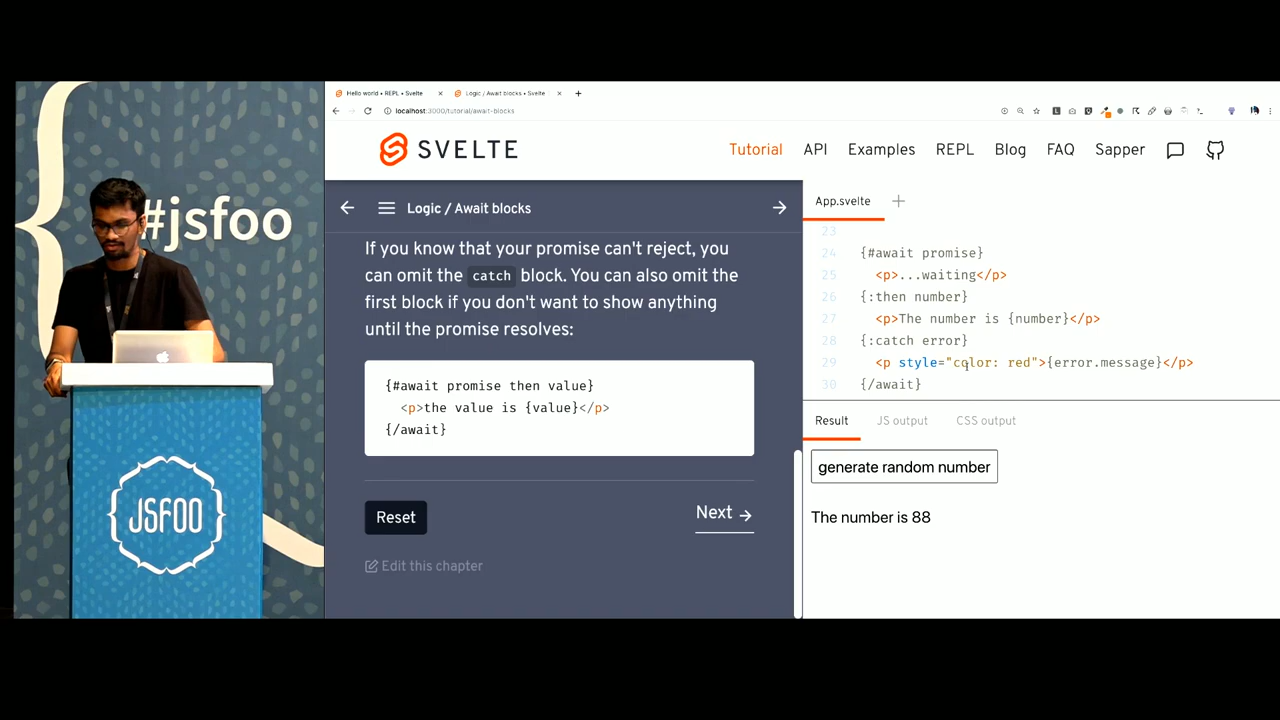 #jsfoo
JSFOO
Hello world • REPL • Svelte
Logic / Await blocks • Svelte
localhost:3000/tutorial/await-blocks
SVELTE
Tutorial
API
Examples
REPL
Blog
FAQ
Sapper
Logic / Await blocks
If you know that your promise can't reject, you
can omit the catch block. You can also omit the
first block if you don't want to show anything
until the promise resolves:
{#await promise then value}
<p>the value is {value}</p>
{/await}
Reset
Next
Edit this chapter
App.svelte
23
24 {#await promise}
25 <p>...waiting</p>
26 {:then number}
27 <p>The number is {number}</p>
28 {:catch error}
29 <p style="color: red">{error.message}</p>
30 {/await}
Result
JS output
CSS output
generate random number
The number is 88